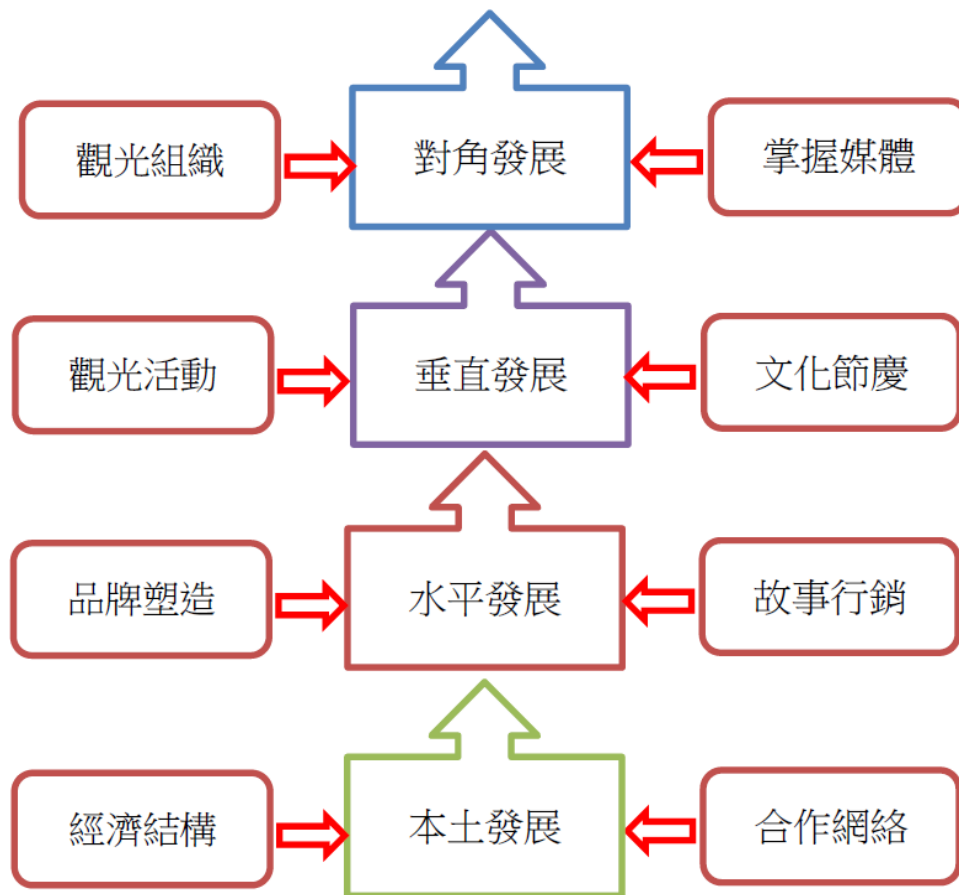 觀光組織
對角發展
掌握媒體
觀光活動
垂直發展
文化節慶
品牌塑造
水平發展
故事行銷
經濟結構
本土發展
合作網絡